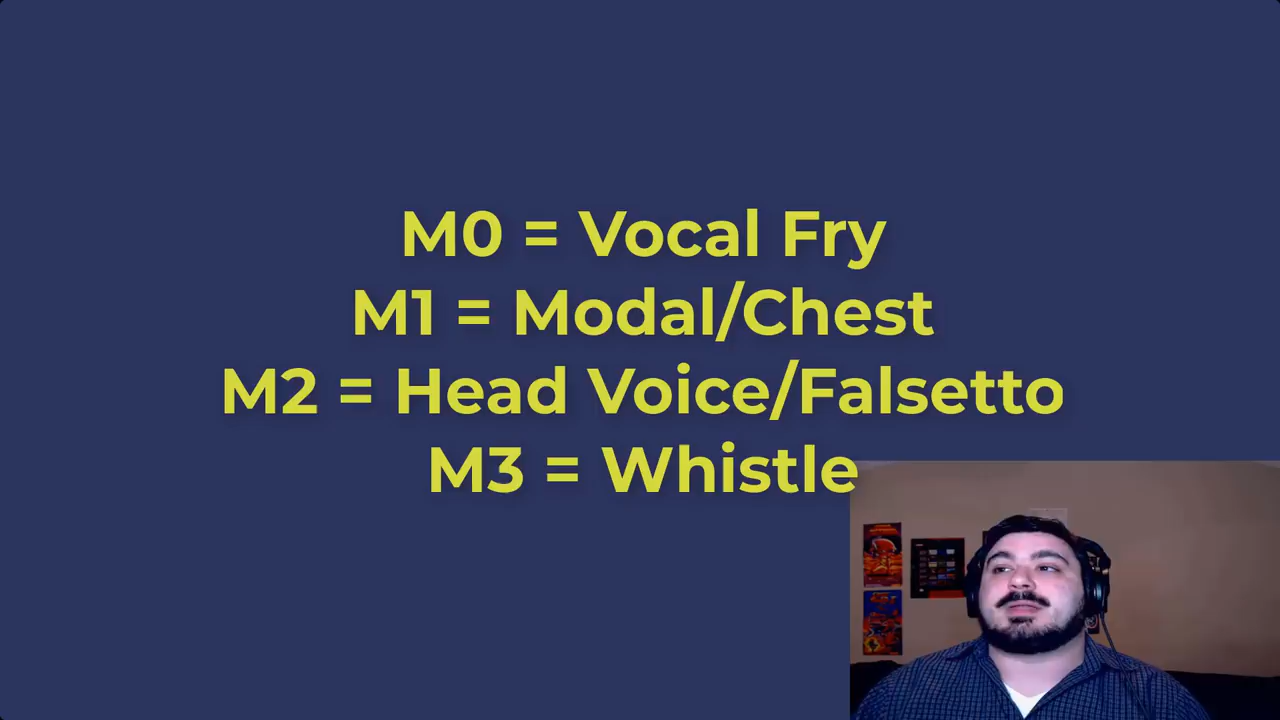 M0 = Vocal Fry
M1 = Modal/Chest
M2 = Head Voice/Falsetto
M3 = Whistle